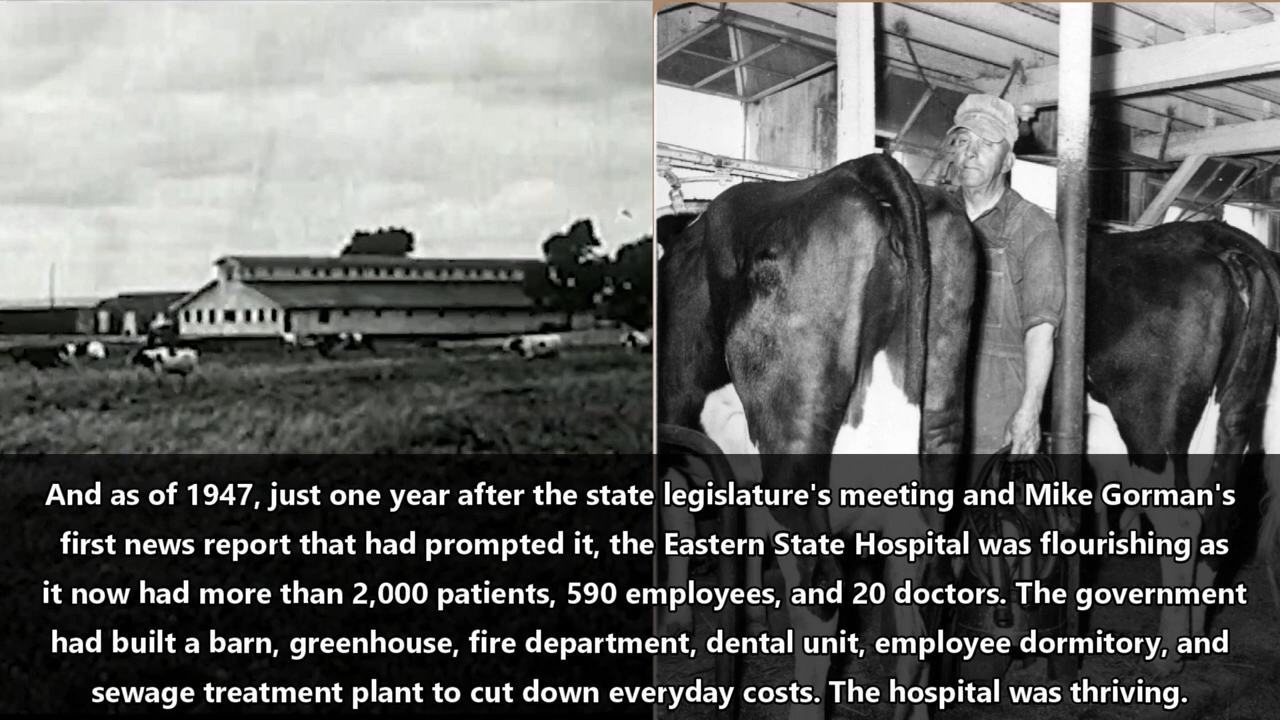 And as of 1947, just one year after the state legislature's meeting and Mike Gorman's
first news report that had prompted it, the Eastern State Hospital was flourishing as
it now had more than 2,000 patients, 590 employees, and 20 doctors. The government
had built a barn, greenhouse, fire department, dental unit, employee dormitory, and
sewage treatment plant to cut down everyday costs. The hospital was thriving.